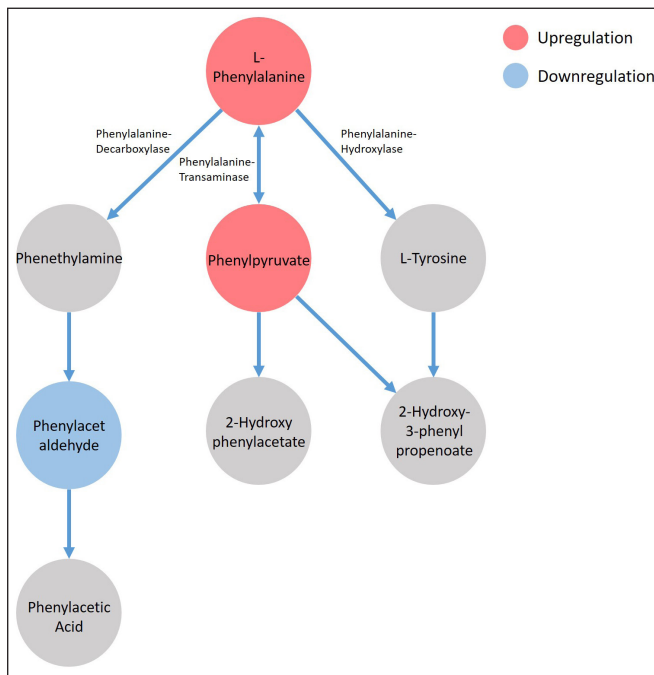 L-
Phenylalanine
Upregulation
Downregulation
Phenylalanine-
Decarboxylase
Phenylalanine-
Transaminase
Phenylalanine-
Hydroxylase
Phenethylamine
Phenylpyruvate
L-Tyrosine
Phenylacet
aldehyde
2-Hydroxy
phenylacetate
2-Hydroxy-
3-phenyl
propenoate
Phenylacetic
Acid